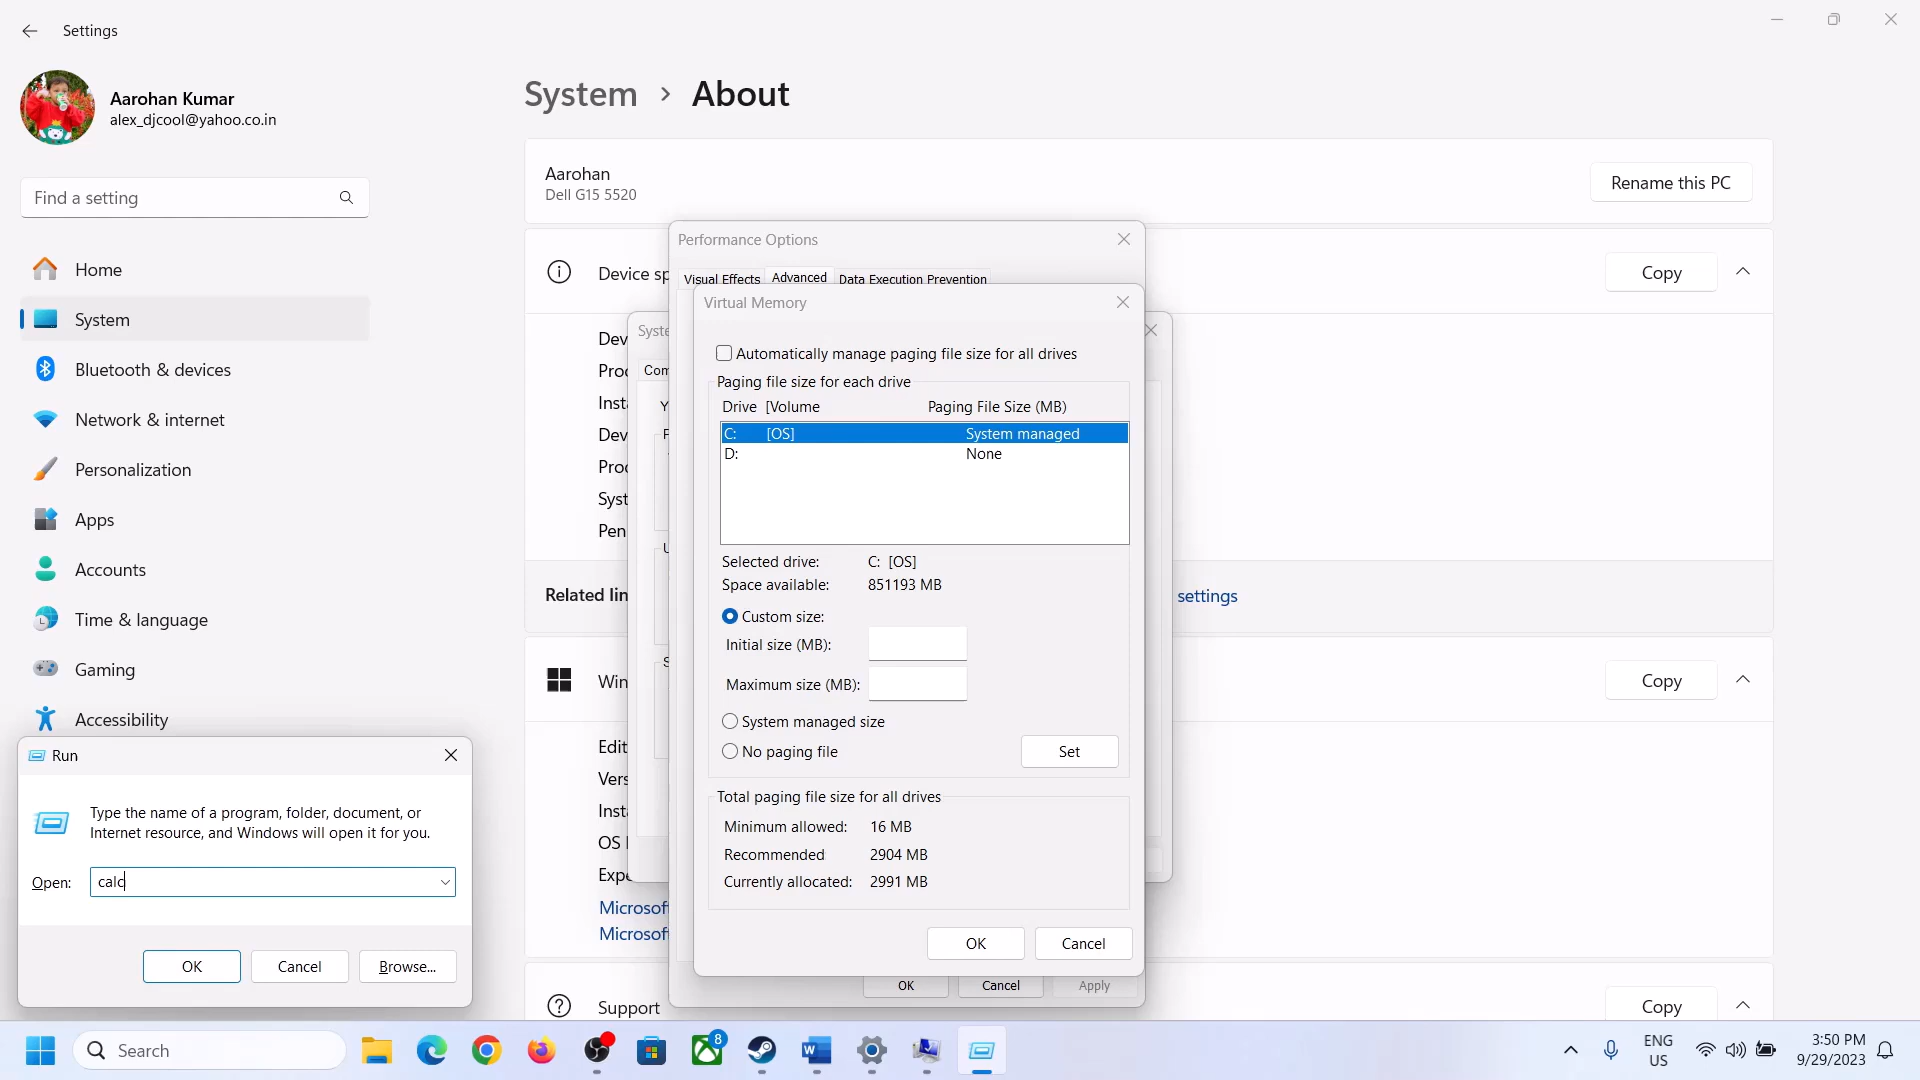 Settings
Aarohan Kumar
alex_djcool@yahoo.co.in
Find a setting
Home
System
Bluetooth & devices
Network & internet
Personalization
Apps
Accounts
Time & language
Gaming
Accessibility
System > About
Aarohan
Dell G15 5520
Rename this PC
Device sp
Copy
Dev
Proc
Insta
Dev
Proc
Syst
Pen
Related lin
settings
Win
Copy
Edit
Vers
Insta
OS
Expe
Microsof
Microsof
Support
Copy
Syste
Com
Performance Options
Visual Effects
Advanced
Data Execution Prevention
OK
Cancel
Apply
Virtual Memory
Automatically manage paging file size for all drives
Paging file size for each drive
Drive [Volume Paging File Size (MB)
C: [OS] System managed
D: None
Selected drive: C: [OS]
Space available: 851193 MB
Custom size:
Initial size (MB):
Maximum size (MB):
System managed size
No paging file
Set
Total paging file size for all drives
Minimum allowed: 16 MB
Recommended 2904 MB
Currently allocated: 2991 MB
OK
Cancel
Run
Type the name of a program, folder, document, or
Internet resource, and Windows will open it for you.
Open: calc
OK
Cancel
Browse...
Search
8
ENG
US
3:50 PM
9/29/2023